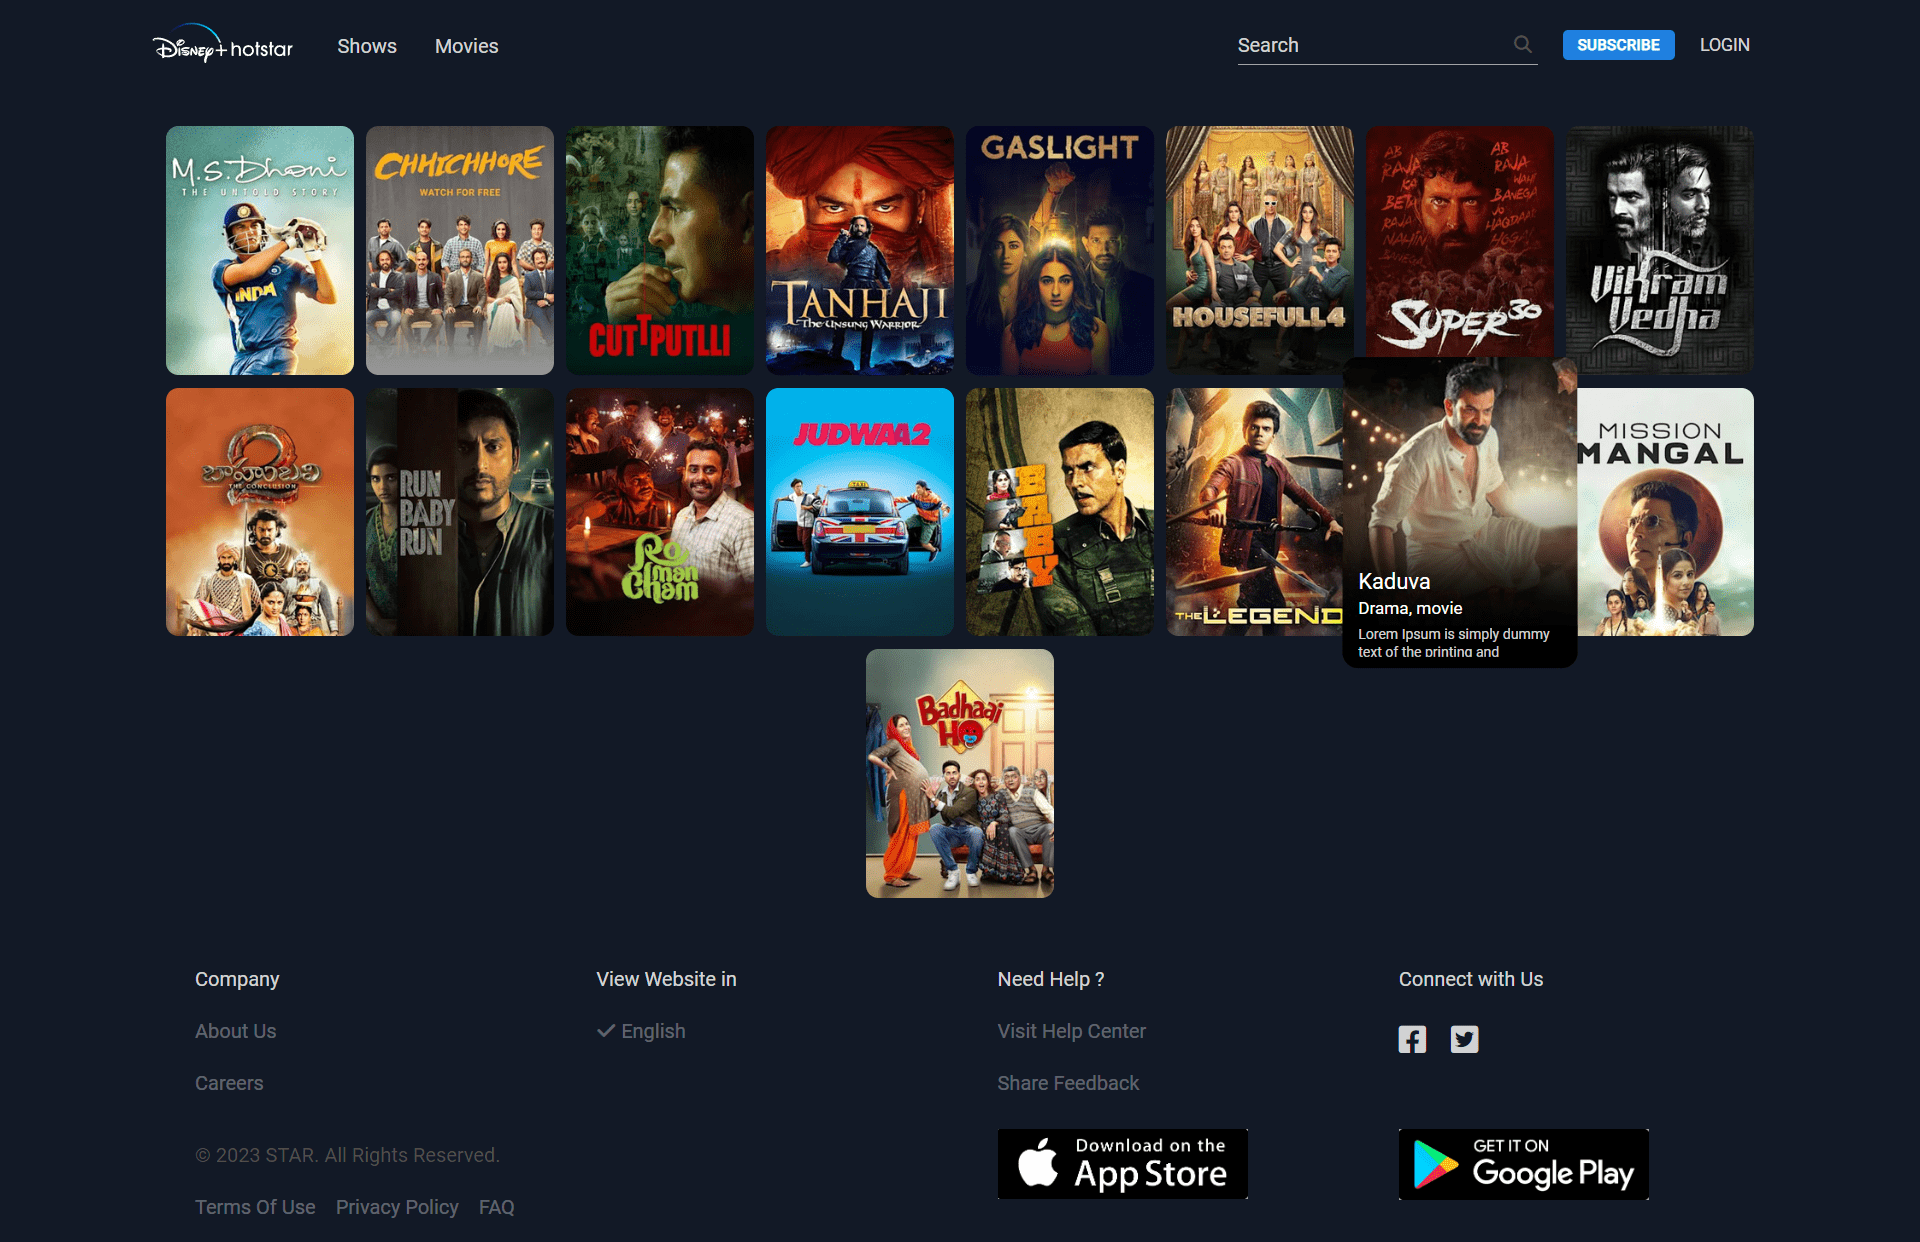 Disney+ hotstar
Shows
Movies
Search
SUBSCRIBE
LOGIN
M.S.Dhoni
THE UNTOLD STORY
CHHICHHORE
WATCH FOR FREE
CUTTPUTLLI
TANHAJI
THE UNSUNG WARRIOR
GASLIGHT
HOUSEFULL4
AB
RAJA
KA
BETA
RAJA
NAHIN
AB
RAJA
WAHI
BANEGA
JO
HAQDAAR
HOGA
SUPER 30
Vikram
Vedha
INDIA
2
బాహుబలి
THE CONCLUSION
RUN
BABY
RUN
Ro
man
cham
JUDWAA 2
TAXI
BABY
THE LEGEND
Kaduva
Drama, movie
Lorem Ipsum is simply dummy
text of the printing and
MISSION
MANGAL
Badhaai
HO
Company
View Website in
Need Help ?
Connect with Us
About Us
English
Visit Help Center
Careers
Share Feedback
© 2023 STAR. All Rights Reserved.
Download on the
App Store
GET IT ON
Google Play
Terms Of Use
Privacy Policy
FAQ